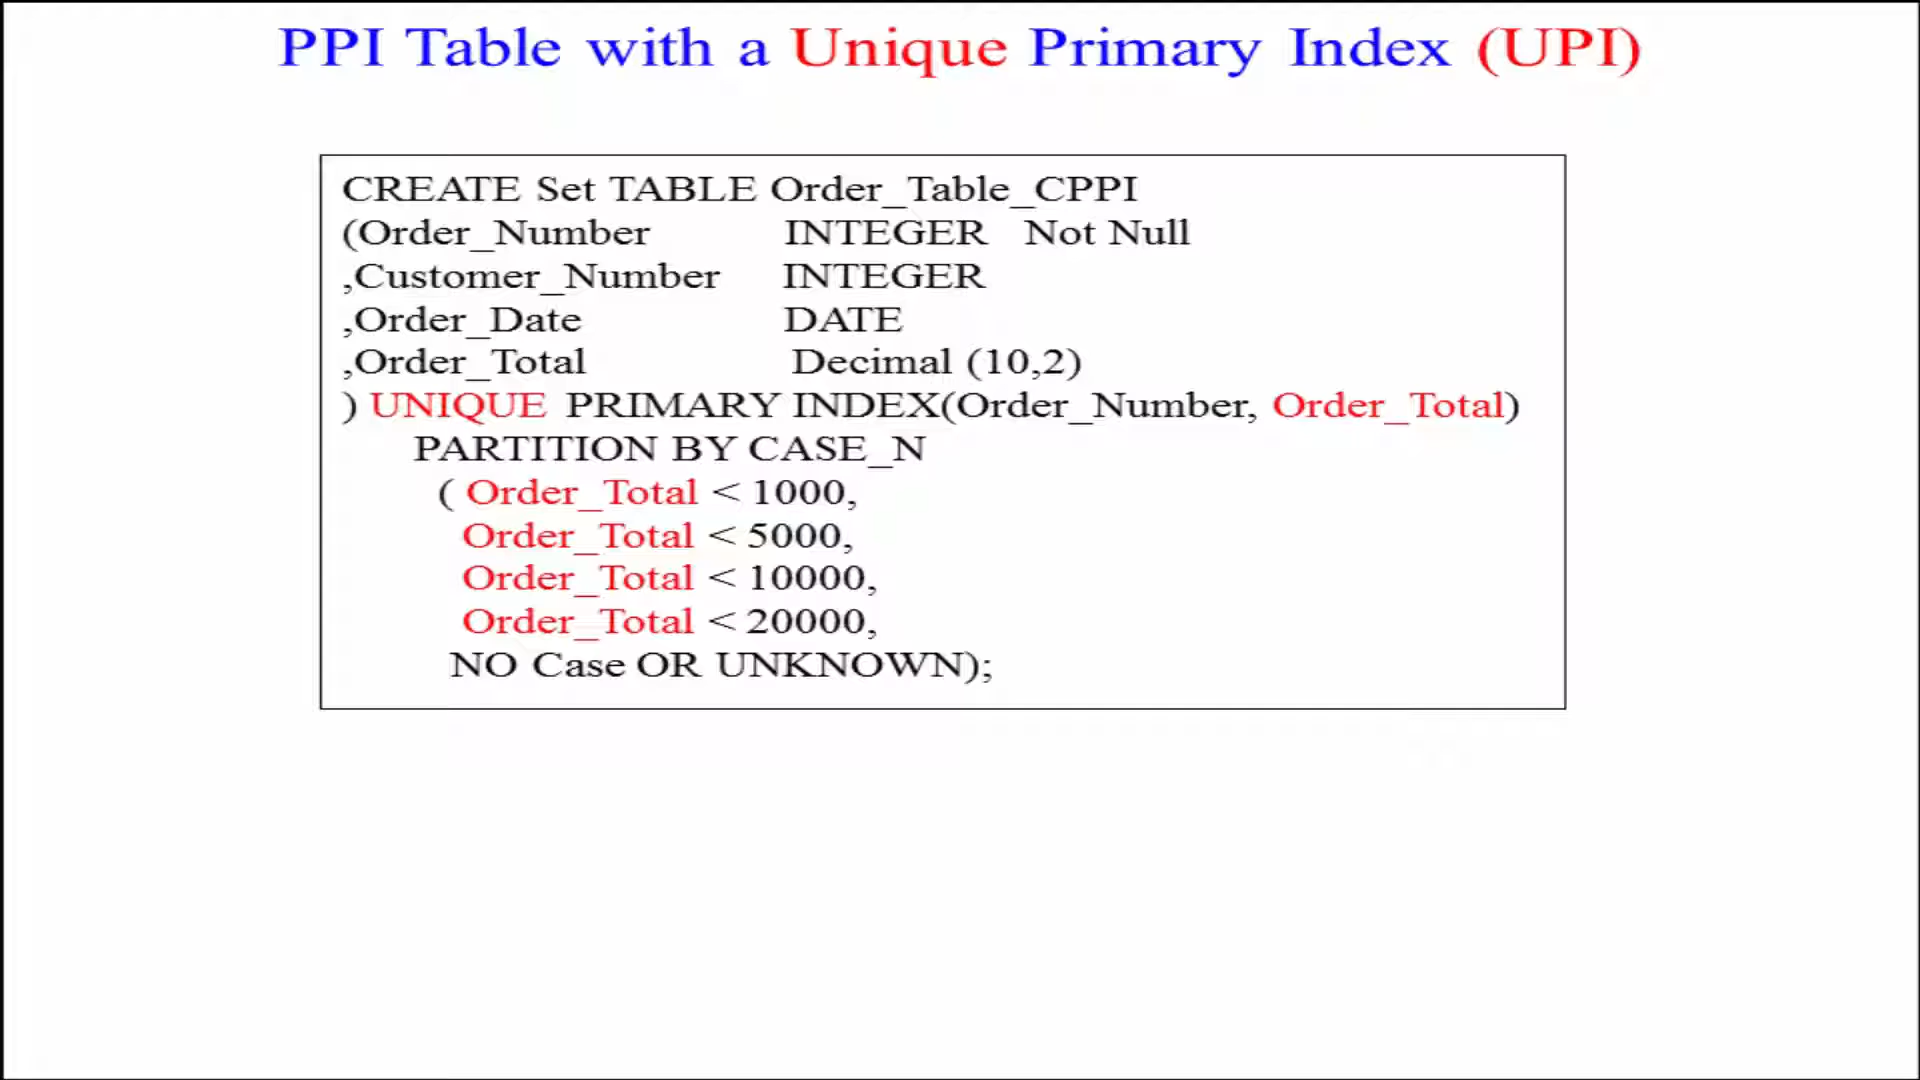 PPI Table with a Unique Primary Index (UPI)
CREATE Set TABLE Order_Table_CPPI
(Order_Number INTEGER Not Null
,Customer_Number INTEGER
,Order_Date DATE
,Order_Total Decimal (10,2)
) UNIQUE PRIMARY INDEX(Order_Number, Order_Total)
PARTITION BY CASE_N
( Order_Total < 1000,
Order_Total < 5000,
Order_Total < 10000,
Order_Total < 20000,
NO Case OR UNKNOWN);